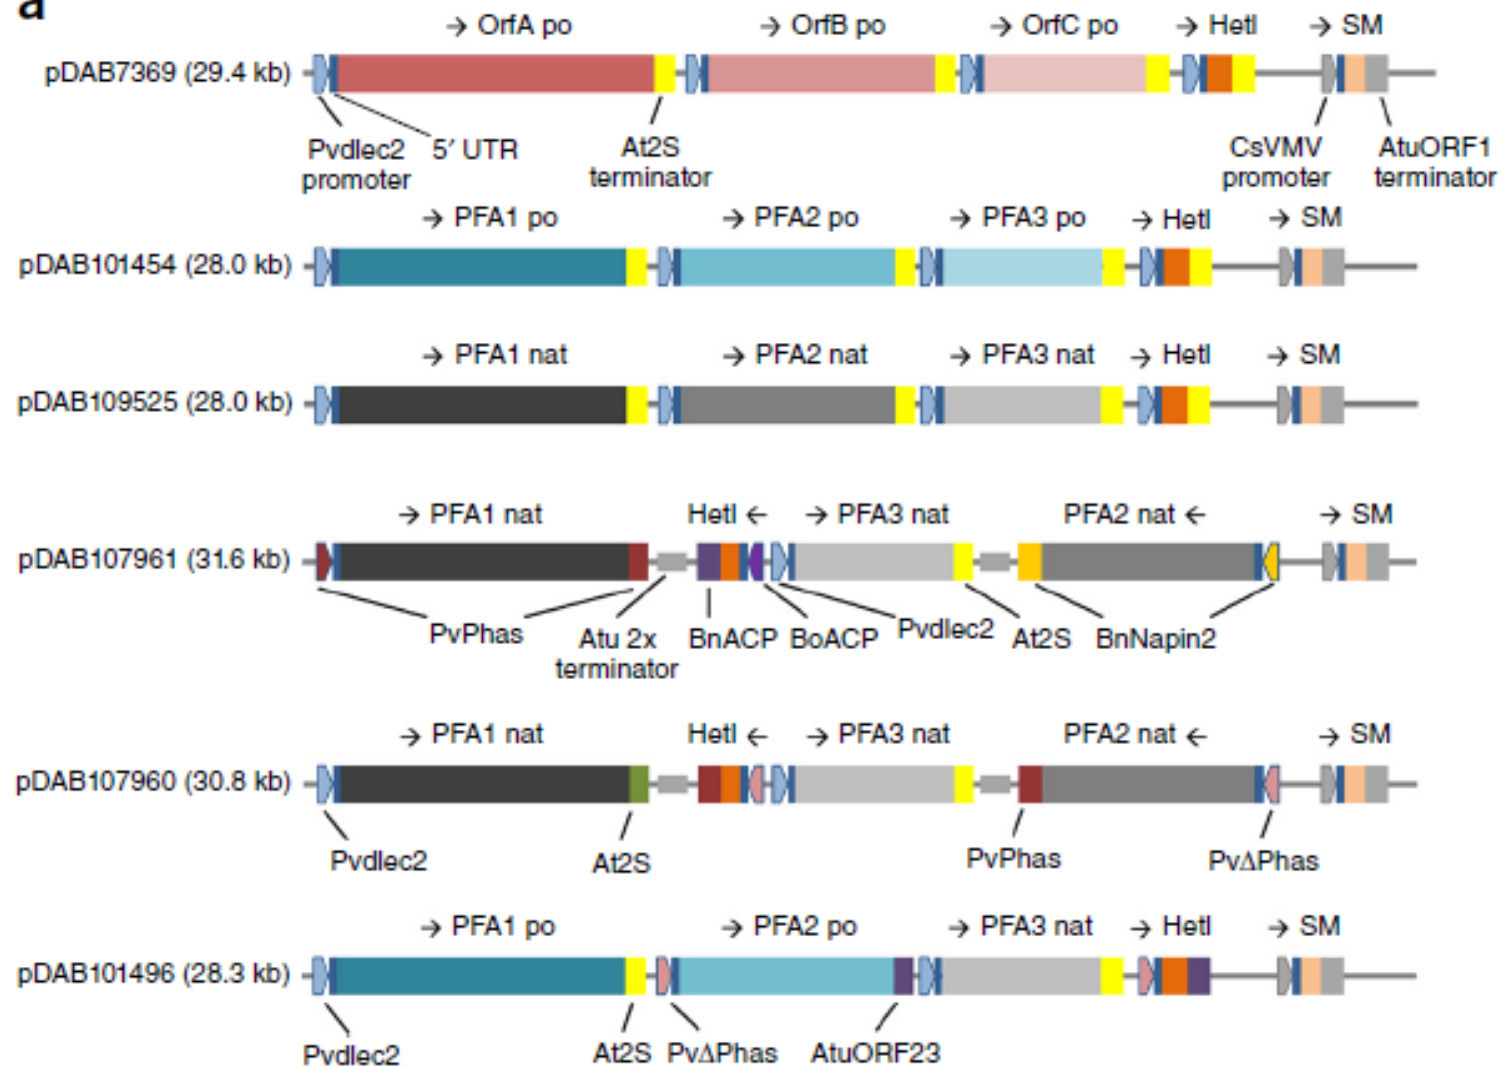 a
→ OrfA po → OrfB po → OrfC po → HetI → SM
pDAB7369 (29.4 kb)
Pvdlec2 promoter 5′ UTR At2S terminator CsVMV promoter AtuORF1 terminator
→ PFA1 po → PFA2 po → PFA3 po → HetI → SM
pDAB101454 (28.0 kb)
→ PFA1 nat → PFA2 nat → PFA3 nat → HetI → SM
pDAB109525 (28.0 kb)
→ PFA1 nat HetI ← → PFA3 nat PFA2 nat ← → SM
pDAB107961 (31.6 kb)
PvPhas Atu 2x terminator BnACP BoACP Pvdlec2 At2S BnNapin2
→ PFA1 nat HetI ← → PFA3 nat PFA2 nat ← → SM
pDAB107960 (30.8 kb)
Pvdlec2 At2S PvPhas PvΔPhas
→ PFA1 po → PFA2 po → PFA3 nat → HetI → SM
pDAB101496 (28.3 kb)
Pvdlec2 At2S PvΔPhas AtuORF23